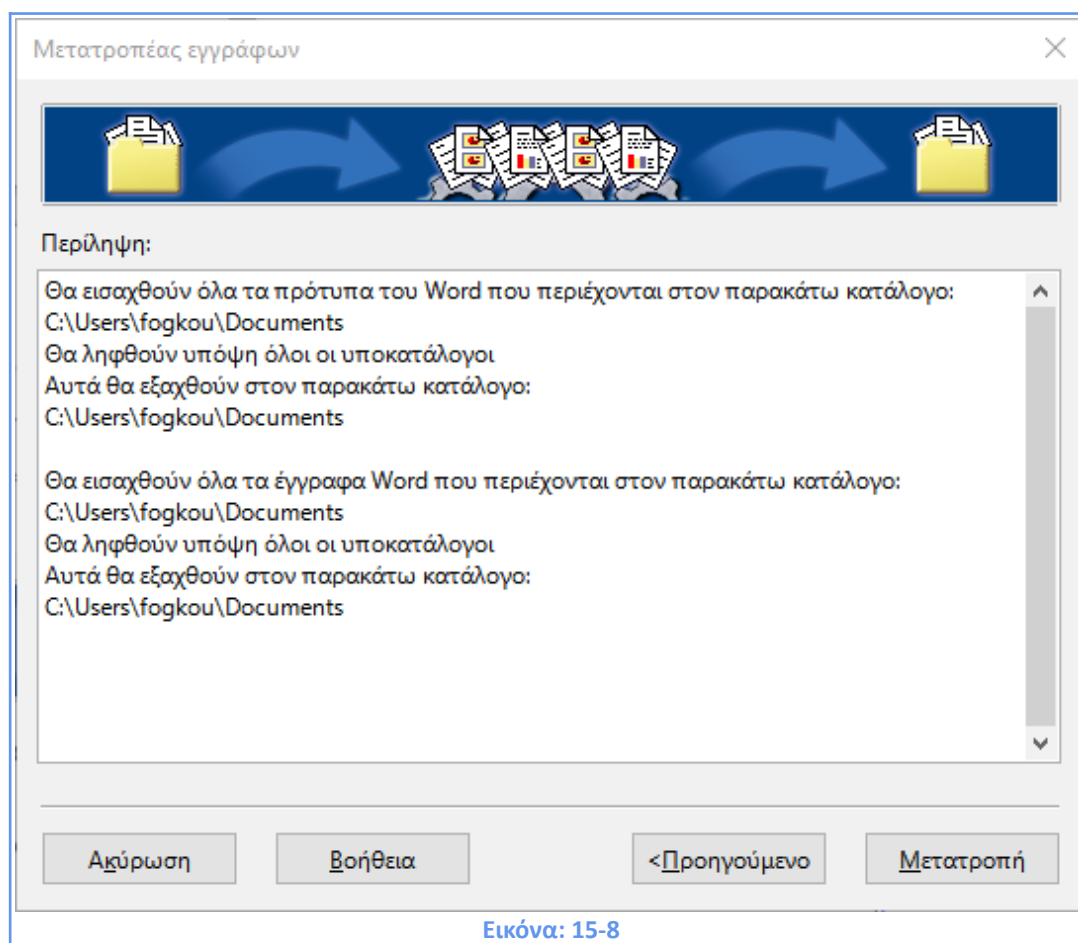 Μετατροπέας εγγράφων
Περίληψη:
Θα εισαχθούν όλα τα πρότυπα του Word που περιέχονται στον παρακάτω κατάλογο:
C:\Users\fogkou\Documents
Θα ληφθούν υπόψη όλοι οι υποκατάλογοι
Αυτά θα εξαχθούν στον παρακάτω κατάλογο:
C:\Users\fogkou\Documents
Θα εισαχθούν όλα τα έγγραφα Word που περιέχονται στον παρακάτω κατάλογο:
C:\Users\fogkou\Documents
Θα ληφθούν υπόψη όλοι οι υποκατάλογοι
Αυτά θα εξαχθούν στον παρακάτω κατάλογο:
C:\Users\fogkou\Documents
Ακύρωση Βοήθεια <Προηγούμενο Μετατροπή
Εικόνα: 15-8